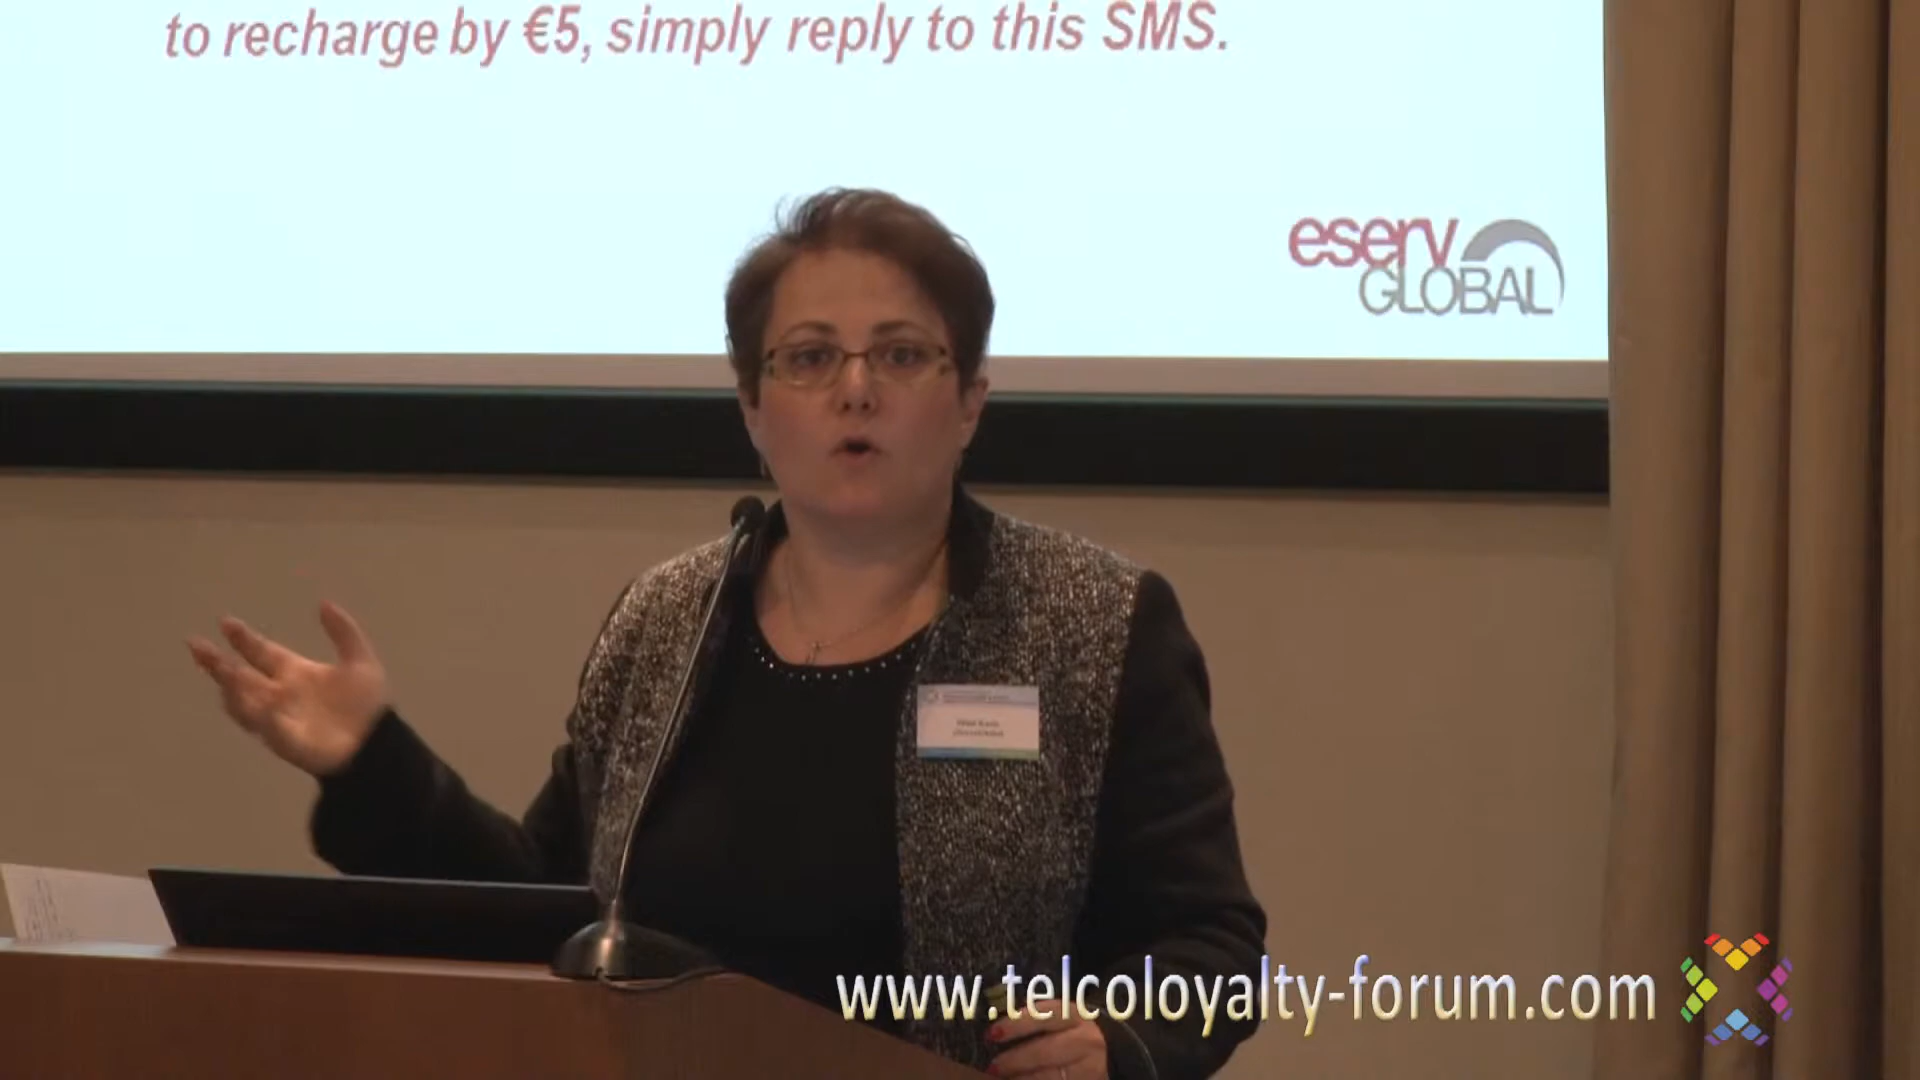 to recharge by €5, simply reply to this SMS.
eserv
GLOBAL
www.telcoloyalty-forum.com